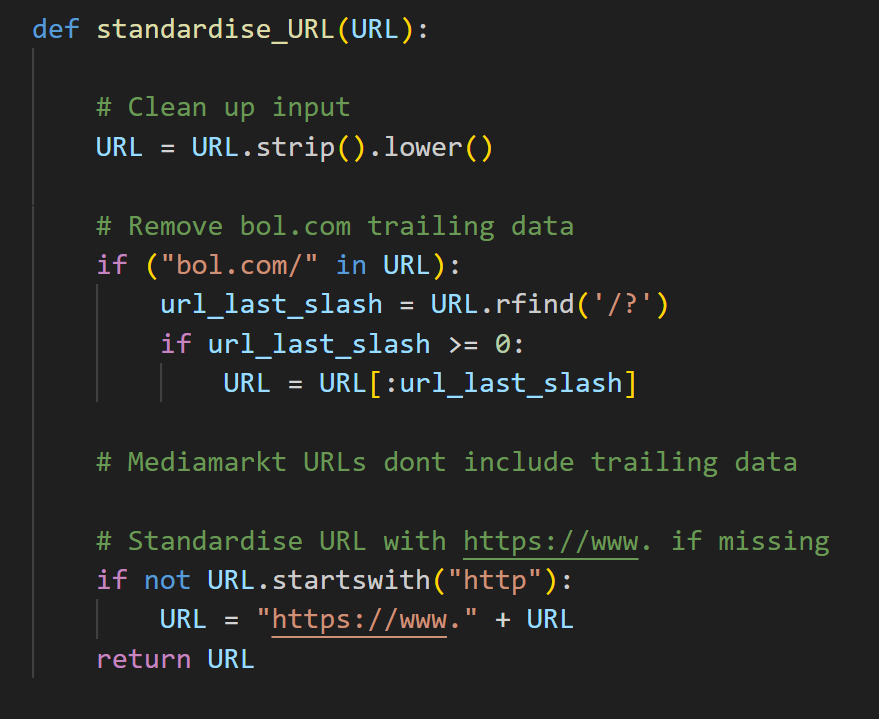 def standardise_URL(URL):
# Clean up input
URL = URL.strip().lower()
# Remove bol.com trailing data
if ("bol.com/" in URL):
url_last_slash = URL.rfind('/?')
if url_last_slash >= 0:
URL = URL[:url_last_slash]
# Mediamarkt URLs dont include trailing data
# Standardise URL with https://www. if missing
if not URL.startswith("http"):
URL = "https://www." + URL
return URL